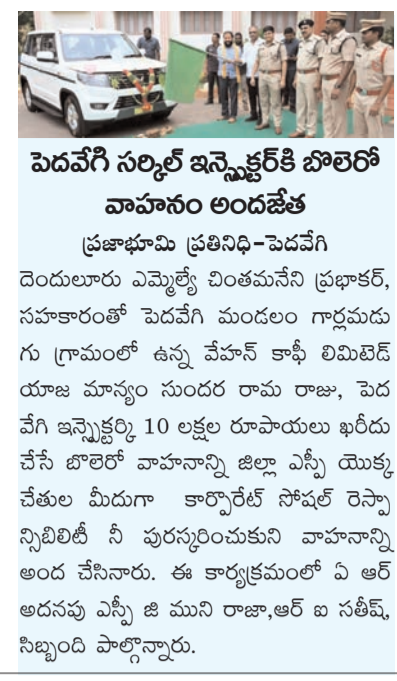 పెదవేగి సర్కిల్ ఇన్స్పెక్టర్‌కి బొలెరో
వాహనం అందజేత
ప్రజాభూమి ప్రతినిధి-పెదవేగి
దెందులూరు ఎమ్మెల్యే చింతమనేని ప్రభాకర్,
సహకారంతో పెదవేగి మండలం గార్లమడు
గు గ్రామంలో ఉన్న వేహన్ కాఫీ లిమిటెడ్
యాజ మాన్యం సుందర రామ రాజు, పెద
వేగి ఇన్స్పెక్టర్కి 10 లక్షల రూపాయలు ఖరీదు
చేసే బొలెరో వాహనాన్ని జిల్లా ఎస్పీ యొక్క
చేతుల మీదుగా కార్పొరేట్ సోషల్ రెస్పా
న్సిబిలిటీ నీ పురస్కరించుకుని వాహనాన్ని
అంద చేసినారు. ఈ కార్యక్రమంలో ఏ ఆర్
అదనపు ఎస్పీ జి ముని రాజా,ఆర్ ఐ సతీష్,
సిబ్బంది పాల్గొన్నారు.